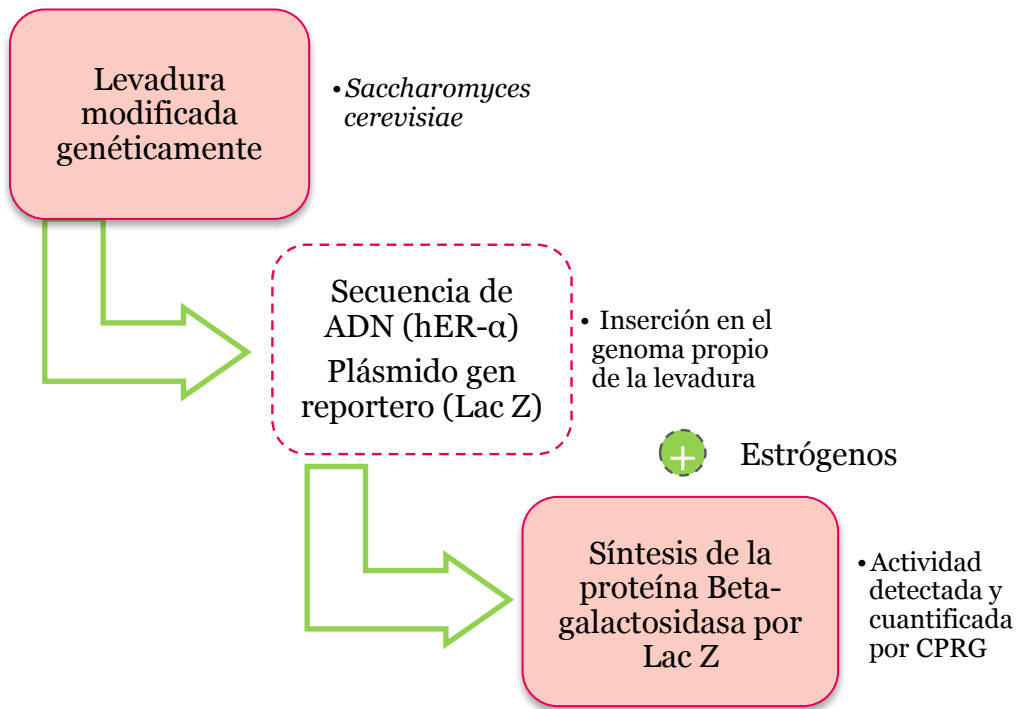 Levadura
modificada
genéticamente
• Saccharomyces
cerevisiae
Secuencia de
ADN (hER-α)
Plásmido gen
reportero (Lac Z)
• Inserción en el
genoma propio
de la levadura
+ Estrógenos
Síntesis de la
proteína Beta-
galactosidasa por
Lac Z
• Actividad
detectada y
cuantificada
por CPRG